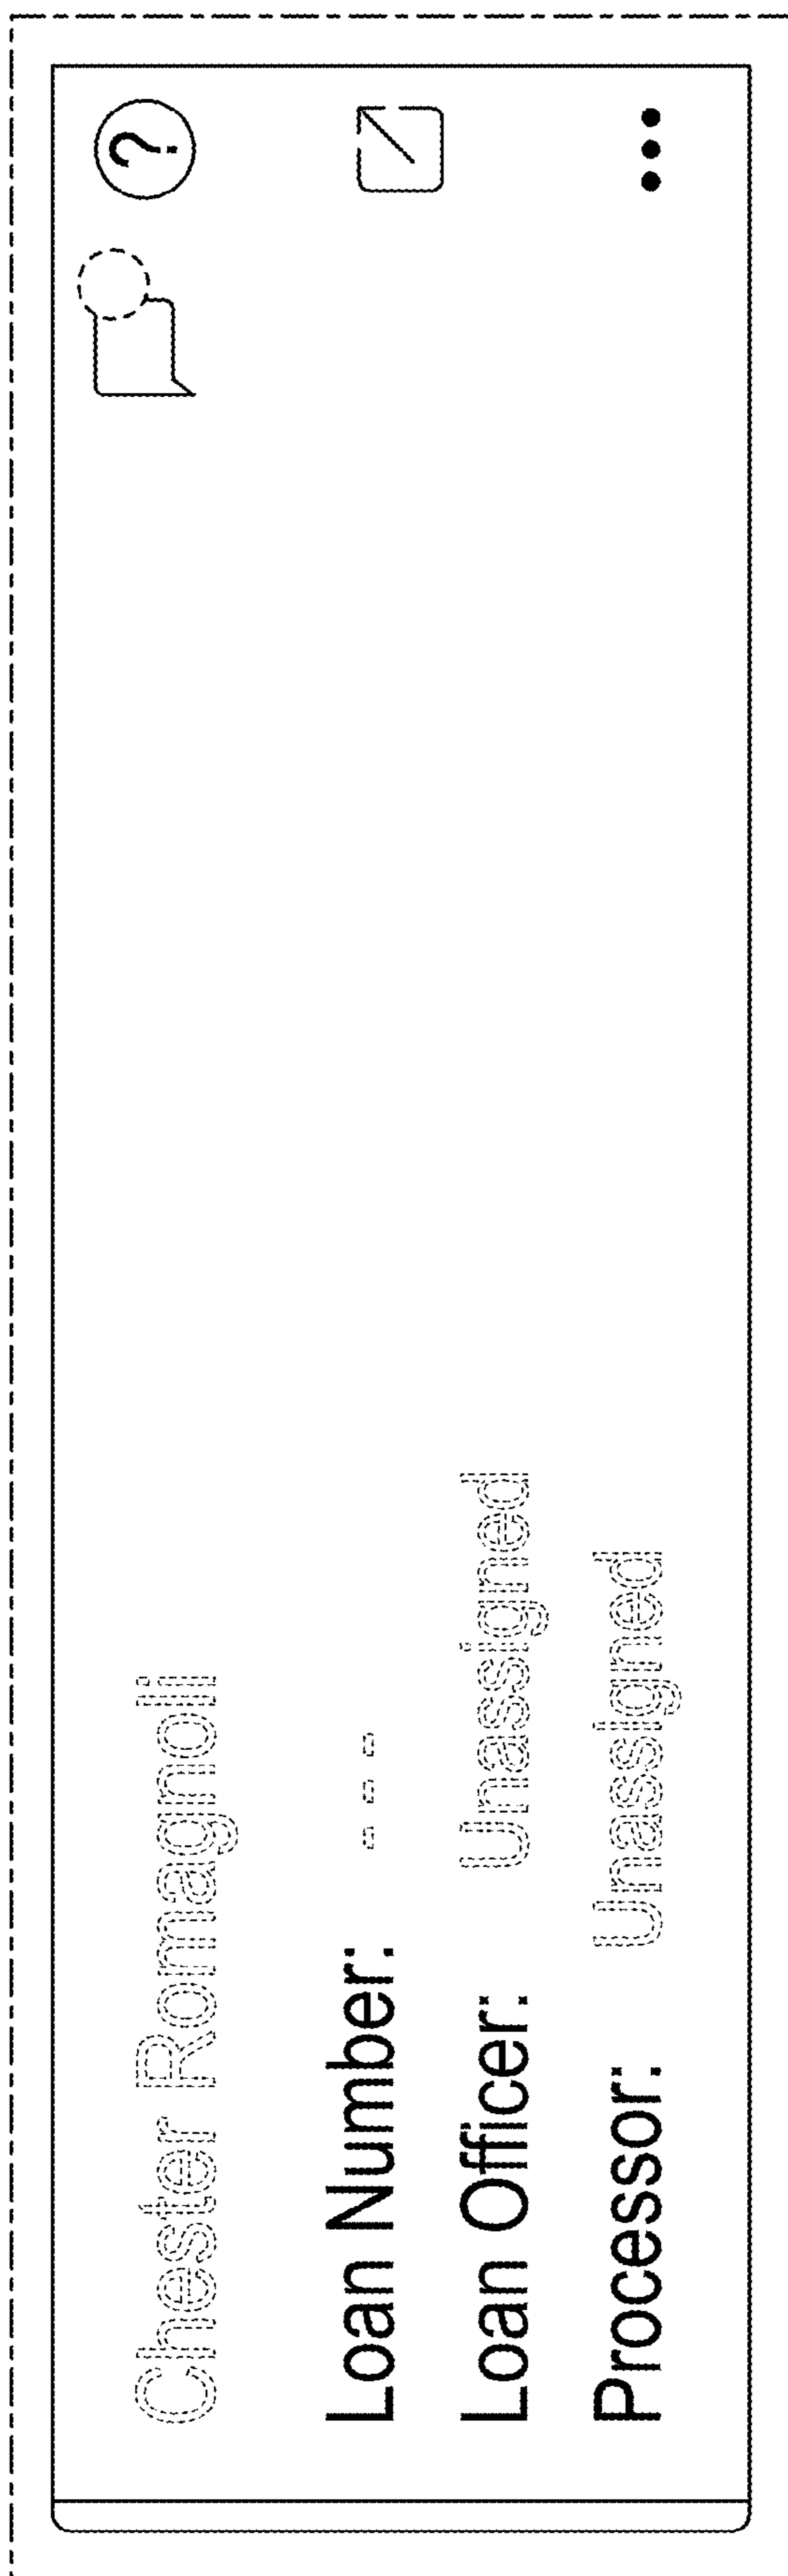 Chester Romagnoli ?
Loan Number: - - -
Loan Officer: Unassigned
Processor: Unassigned